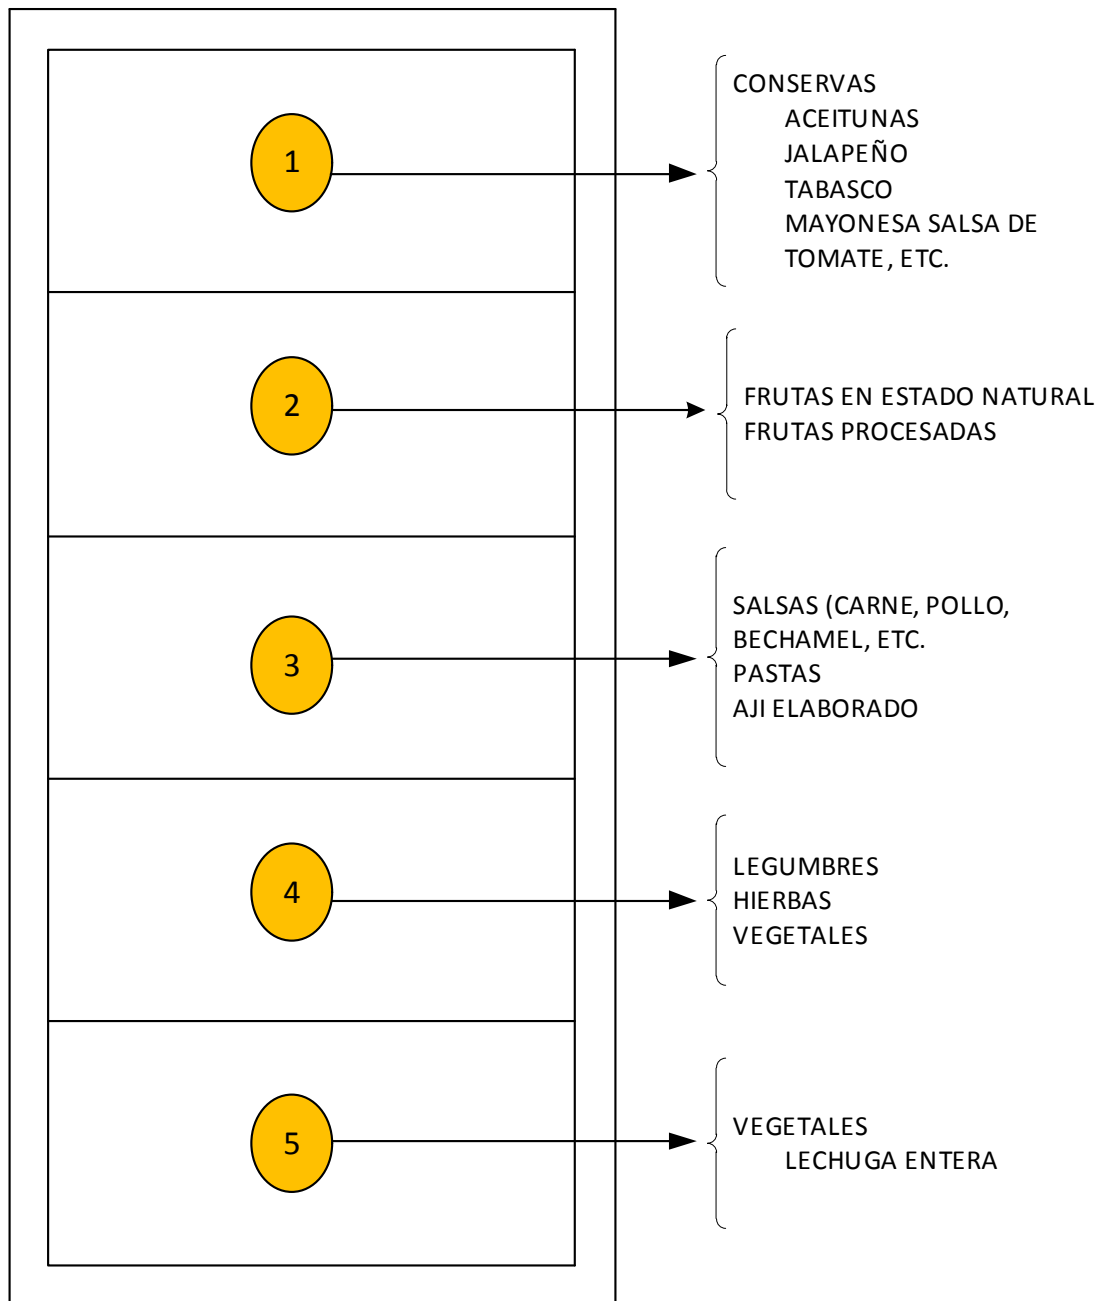 1
CONSERVAS
ACEITUNAS
JALAPEÑO
TABASCO
MAYONESA SALSA DE
TOMATE, ETC.
2
FRUTAS EN ESTADO NATURAL
FRUTAS PROCESADAS
3
SALSAS (CARNE, POLLO,
BECHAMEL, ETC.
PASTAS
AJI ELABORADO
4
LEGUMBRES
HIERBAS
VEGETALES
5
VEGETALES
LECHUGA ENTERA